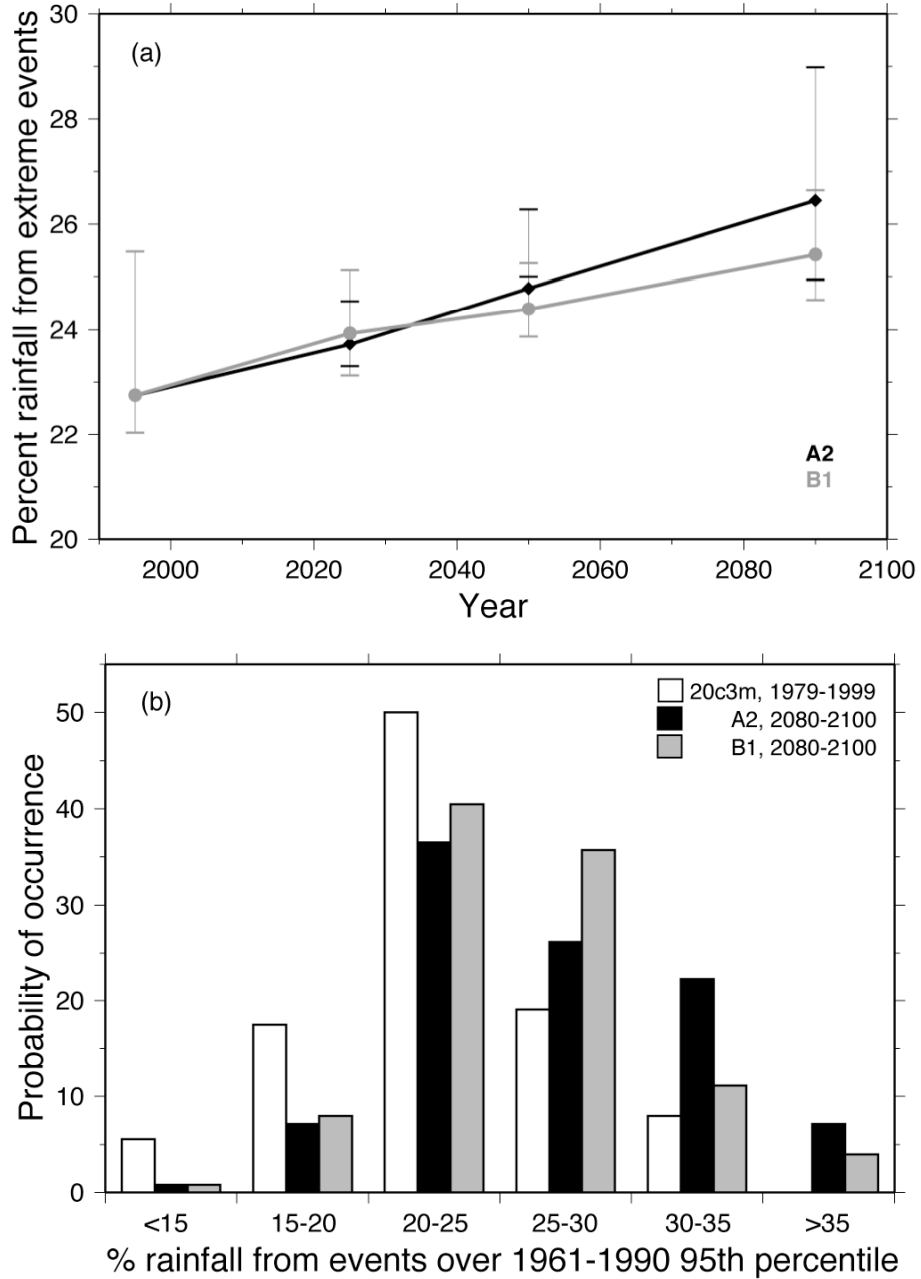 30
(a)
28
26
24
22
20
Percent rainfall from extreme events
A2
B1
2000 2020 2040 2060 2080 2100
Year
(b)
20c3m, 1979-1999
A2, 2080-2100
B1, 2080-2100
50
40
30
20
10
0
Probability of occurrence
<15 15-20 20-25 25-30 30-35 >35
% rainfall from events over 1961-1990 95th percentile